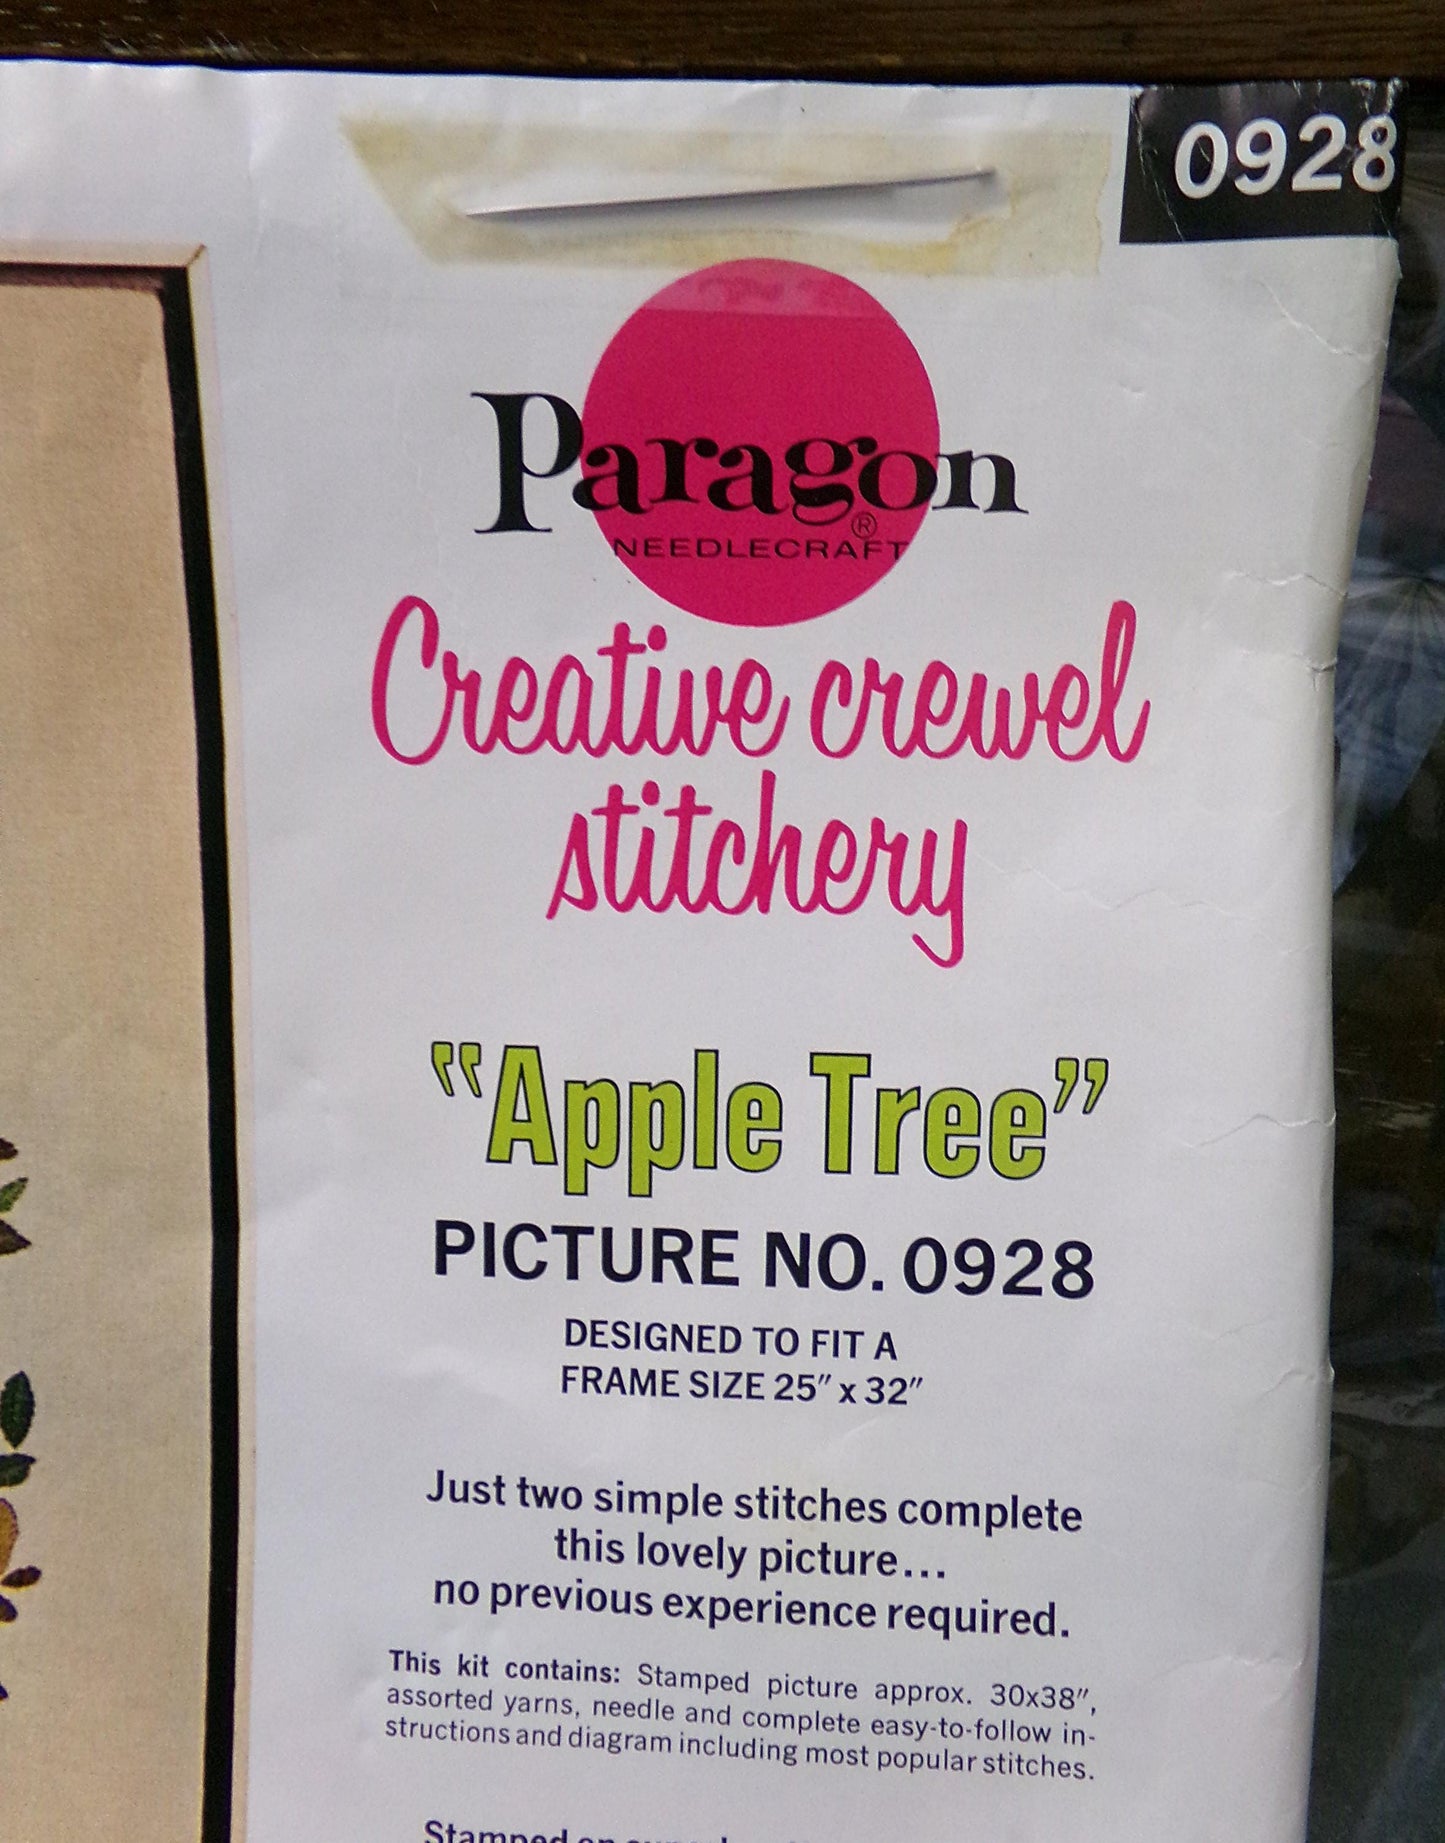 0928
Paragon
®
NEEDLECRAFT
Creative crewel
stitchery
“Apple Tree”
PICTURE NO. 0928
DESIGNED TO FIT A
FRAME SIZE 25″ x 32″
Just two simple stitches complete
this lovely picture...
no previous experience required.
This kit contains: Stamped picture approx. 30x38″,
assorted yarns, needle and complete easy-to-follow in-
structions and diagram including most popular stitches.
Stamped on